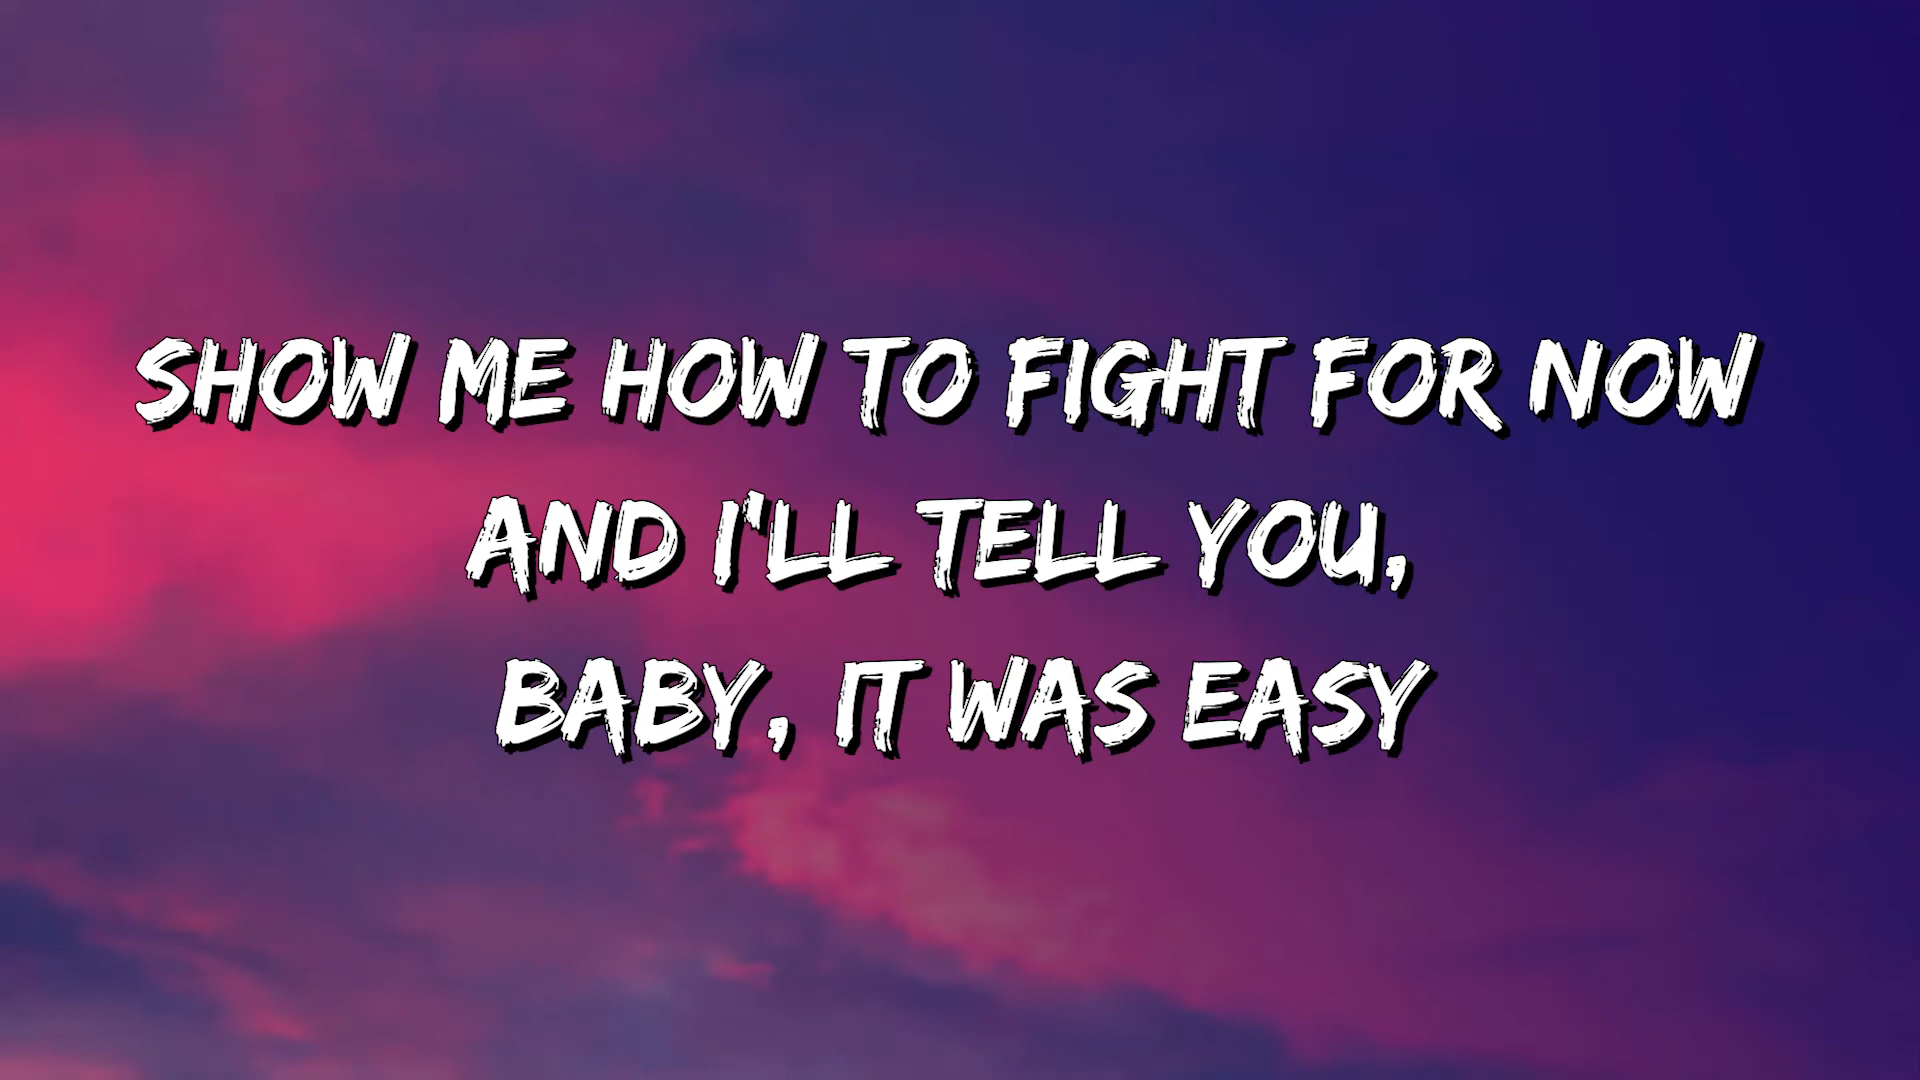 SHOW ME HOW TO FIGHT FOR NOW
AND I'LL TELL YOU,
BABY, IT WAS EASY